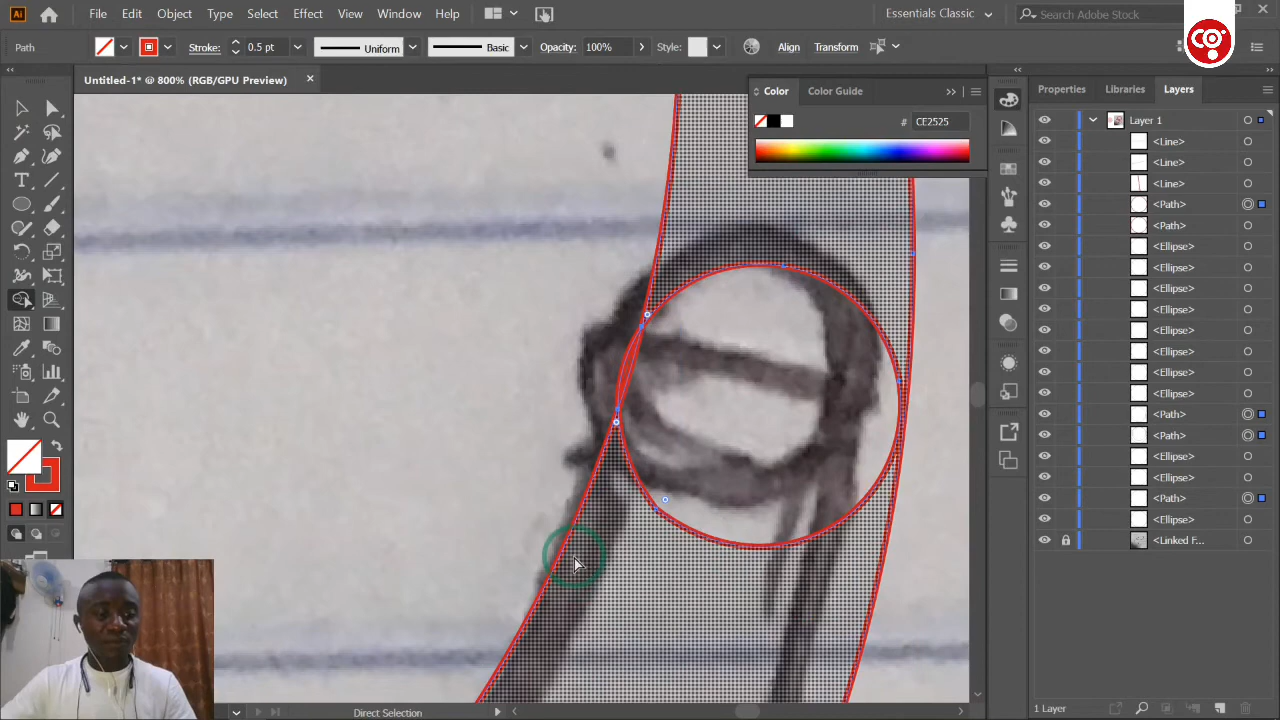 File Edit Object Type Select Effect View Window Help
Essentials Classic
Search Adobe Stock
Path
Stroke: 0.5 pt
Uniform
Basic
Opacity: 100%
Style:
Align
Transform
Untitled-1* @ 800% (RGB/GPU Preview)
Color
Color Guide
# CE2525
Properties
Libraries
Layers
Layer 1
<Line>
<Line>
<Line>
<Path>
<Path>
<Ellipse>
<Ellipse>
<Ellipse>
<Ellipse>
<Ellipse>
<Ellipse>
<Ellipse>
<Ellipse>
<Path>
<Path>
<Ellipse>
<Ellipse>
<Path>
<Ellipse>
<Linked F...
Direct Selection
1 Layer